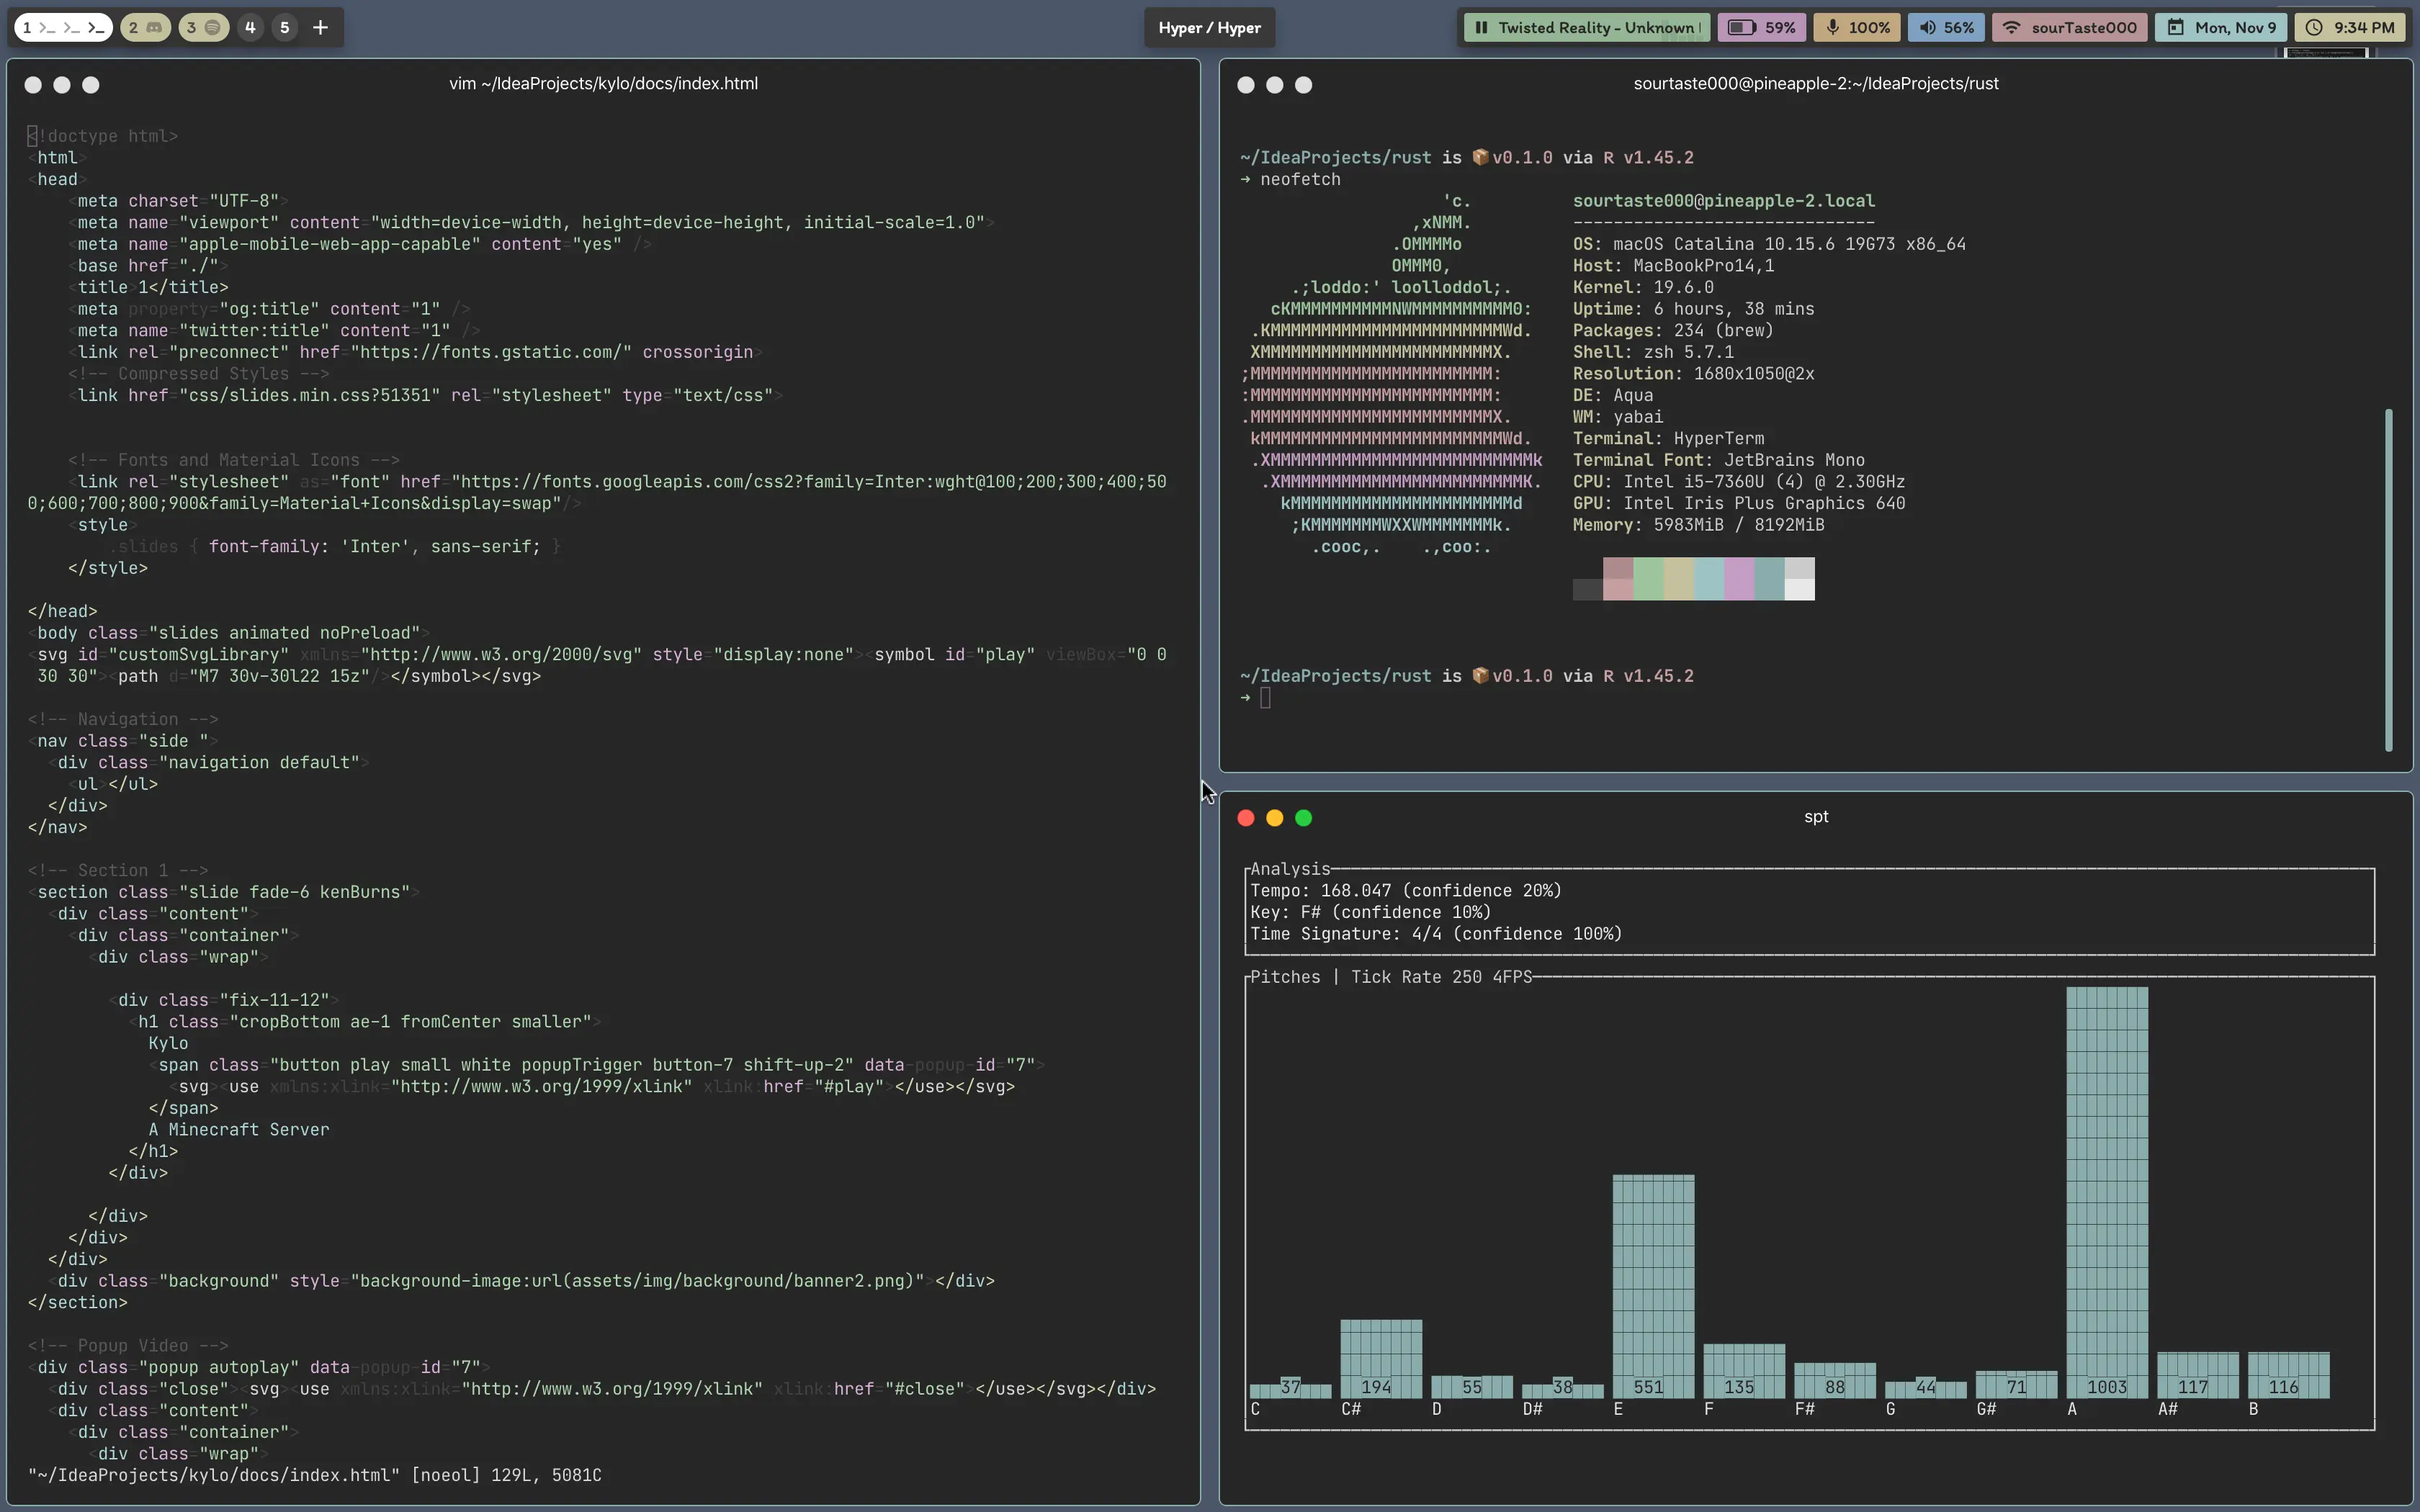 1 >_ >_ >_ 2 3 4 5 +
Hyper / Hyper
Twisted Reality - Unknown
59%
100%
56%
sourTaste000
Mon, Nov 9
9:34 PM
vim ~/IdeaProjects/kylo/docs/index.html
<!doctype html>
<html>
<head>
<meta charset="UTF-8">
<meta name="viewport" content="width=device-width, height=device-height, initial-scale=1.0">
<meta name="apple-mobile-web-app-capable" content="yes" />
<base href="./">
<title>1</title>
<meta property="og:title" content="1" />
<meta name="twitter:title" content="1" />
<link rel="preconnect" href="https://fonts.gstatic.com/" crossorigin>
<!-- Compressed Styles -->
<link href="css/slides.min.css?51351" rel="stylesheet" type="text/css">
<!-- Fonts and Material Icons -->
<link rel="stylesheet" as="font" href="https://fonts.googleapis.com/css2?family=Inter:wght@100;200;300;400;50
0;600;700;800;900&family=Material+Icons&display=swap"/>
<style>
.slides { font-family: 'Inter', sans-serif; }
</style>
</head>
<body class="slides animated noPreload">
<svg id="customSvgLibrary" xmlns="http://www.w3.org/2000/svg" style="display:none"><symbol id="play" viewBox="0 0
30 30"><path d="M7 30v-30l22 15z"/></symbol></svg>
<!-- Navigation -->
<nav class="side ">
<div class="navigation default">
<ul></ul>
</div>
</nav>
<!-- Section 1 -->
<section class="slide fade-6 kenBurns">
<div class="content">
<div class="container">
<div class="wrap">
<div class="fix-11-12">
<h1 class="cropBottom ae-1 fromCenter smaller">
Kylo
<span class="button play small white popupTrigger button-7 shift-up-2" data-popup-id="7">
<svg><use xmlns:xlink="http://www.w3.org/1999/xlink" xlink:href="#play"></use></svg>
</span>
A Minecraft Server
</h1>
</div>
</div>
</div>
</div>
<div class="background" style="background-image:url(assets/img/background/banner2.png)"></div>
</section>
<!-- Popup Video -->
<div class="popup autoplay" data-popup-id="7">
<div class="close"><svg><use xmlns:xlink="http://www.w3.org/1999/xlink" xlink:href="#close"></use></svg></div>
<div class="content">
<div class="container">
<div class="wrap">
"~/IdeaProjects/kylo/docs/index.html" [noeol] 129L, 5081C
sourtaste000@pineapple-2:~/IdeaProjects/rust
~/IdeaProjects/rust is 📦v0.1.0 via R v1.45.2
→ neofetch
'c.
,xNMM.
.OMMMMo
OMMM0,
.;loddo:' loolloddol;.
cKMMMMMMMMMMNWMMMMMMMMMM0:
.KMMMMMMMMMMMMMMMMMMMMMMMWd.
XMMMMMMMMMMMMMMMMMMMMMMMX.
;MMMMMMMMMMMMMMMMMMMMMMMM:
:MMMMMMMMMMMMMMMMMMMMMMMM:
.MMMMMMMMMMMMMMMMMMMMMMMMX.
kMMMMMMMMMMMMMMMMMMMMMMMMWd.
.XMMMMMMMMMMMMMMMMMMMMMMMMMMk
.XMMMMMMMMMMMMMMMMMMMMMMMMK.
kMMMMMMMMMMMMMMMMMMMMMMd
;KMMMMMMMWXXWMMMMMMMk.
.cooc,. .,coo:.
sourtaste000@pineapple-2.local
------------------------------
OS: macOS Catalina 10.15.6 19G73 x86_64
Host: MacBookPro14,1
Kernel: 19.6.0
Uptime: 6 hours, 38 mins
Packages: 234 (brew)
Shell: zsh 5.7.1
Resolution: 1680x1050@2x
DE: Aqua
WM: yabai
Terminal: HyperTerm
Terminal Font: JetBrains Mono
CPU: Intel i5-7360U (4) @ 2.30GHz
GPU: Intel Iris Plus Graphics 640
Memory: 5983MiB / 8192MiB
~/IdeaProjects/rust is 📦v0.1.0 via R v1.45.2
→
spt
Analysis
Tempo: 168.047 (confidence 20%)
Key: F# (confidence 10%)
Time Signature: 4/4 (confidence 100%)
Pitches | Tick Rate 250 4FPS
37 194 55 38 551 135 88 44 71 1003 117 116
C C# D D# E F F# G G# A A# B